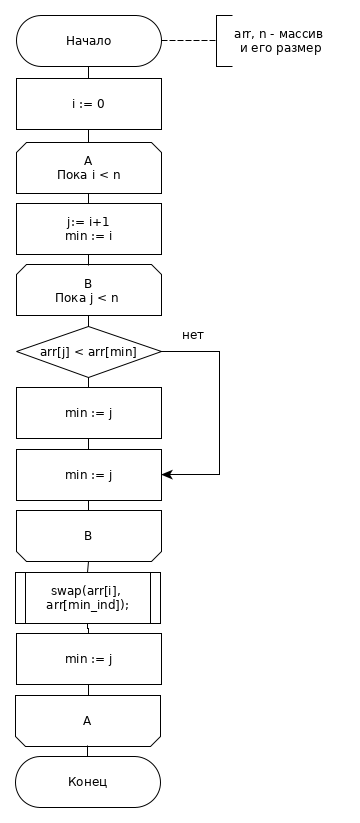 Начало
arr, n - массив
и его размер
i := 0
A
Пока i < n
j:= i+1
min := i
B
Пока j < n
нет
arr[j] < arr[min]
min := j
min := j
B
swap(arr[i],
arr[min_ind]);
min := j
A
Конец